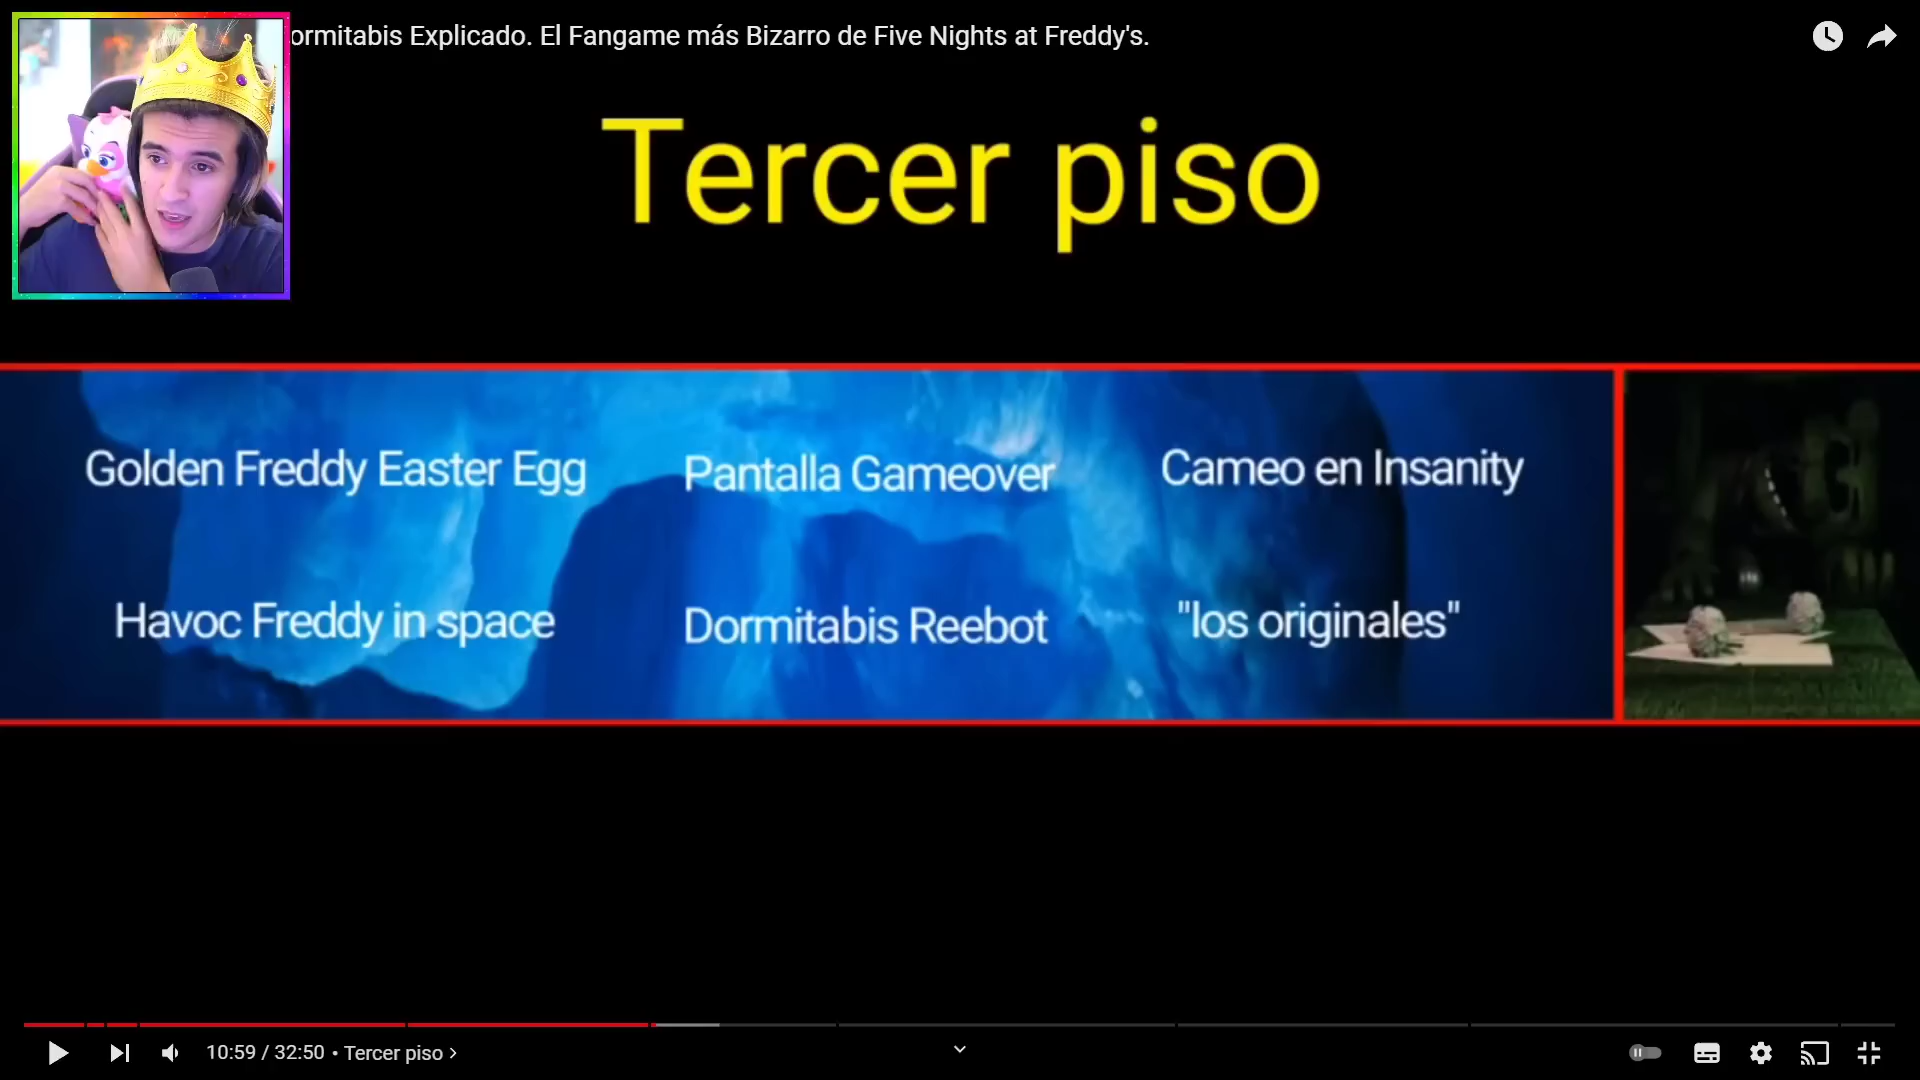 ormitabis Explicado. El Fangame más Bizarro de Five Nights at Freddy's.
Tercer piso
Golden Freddy Easter Egg
Pantalla Gameover
Cameo en Insanity
Havoc Freddy in space
Dormitabis Reebot
"los originales"
10:59 / 32:50 • Tercer piso ›